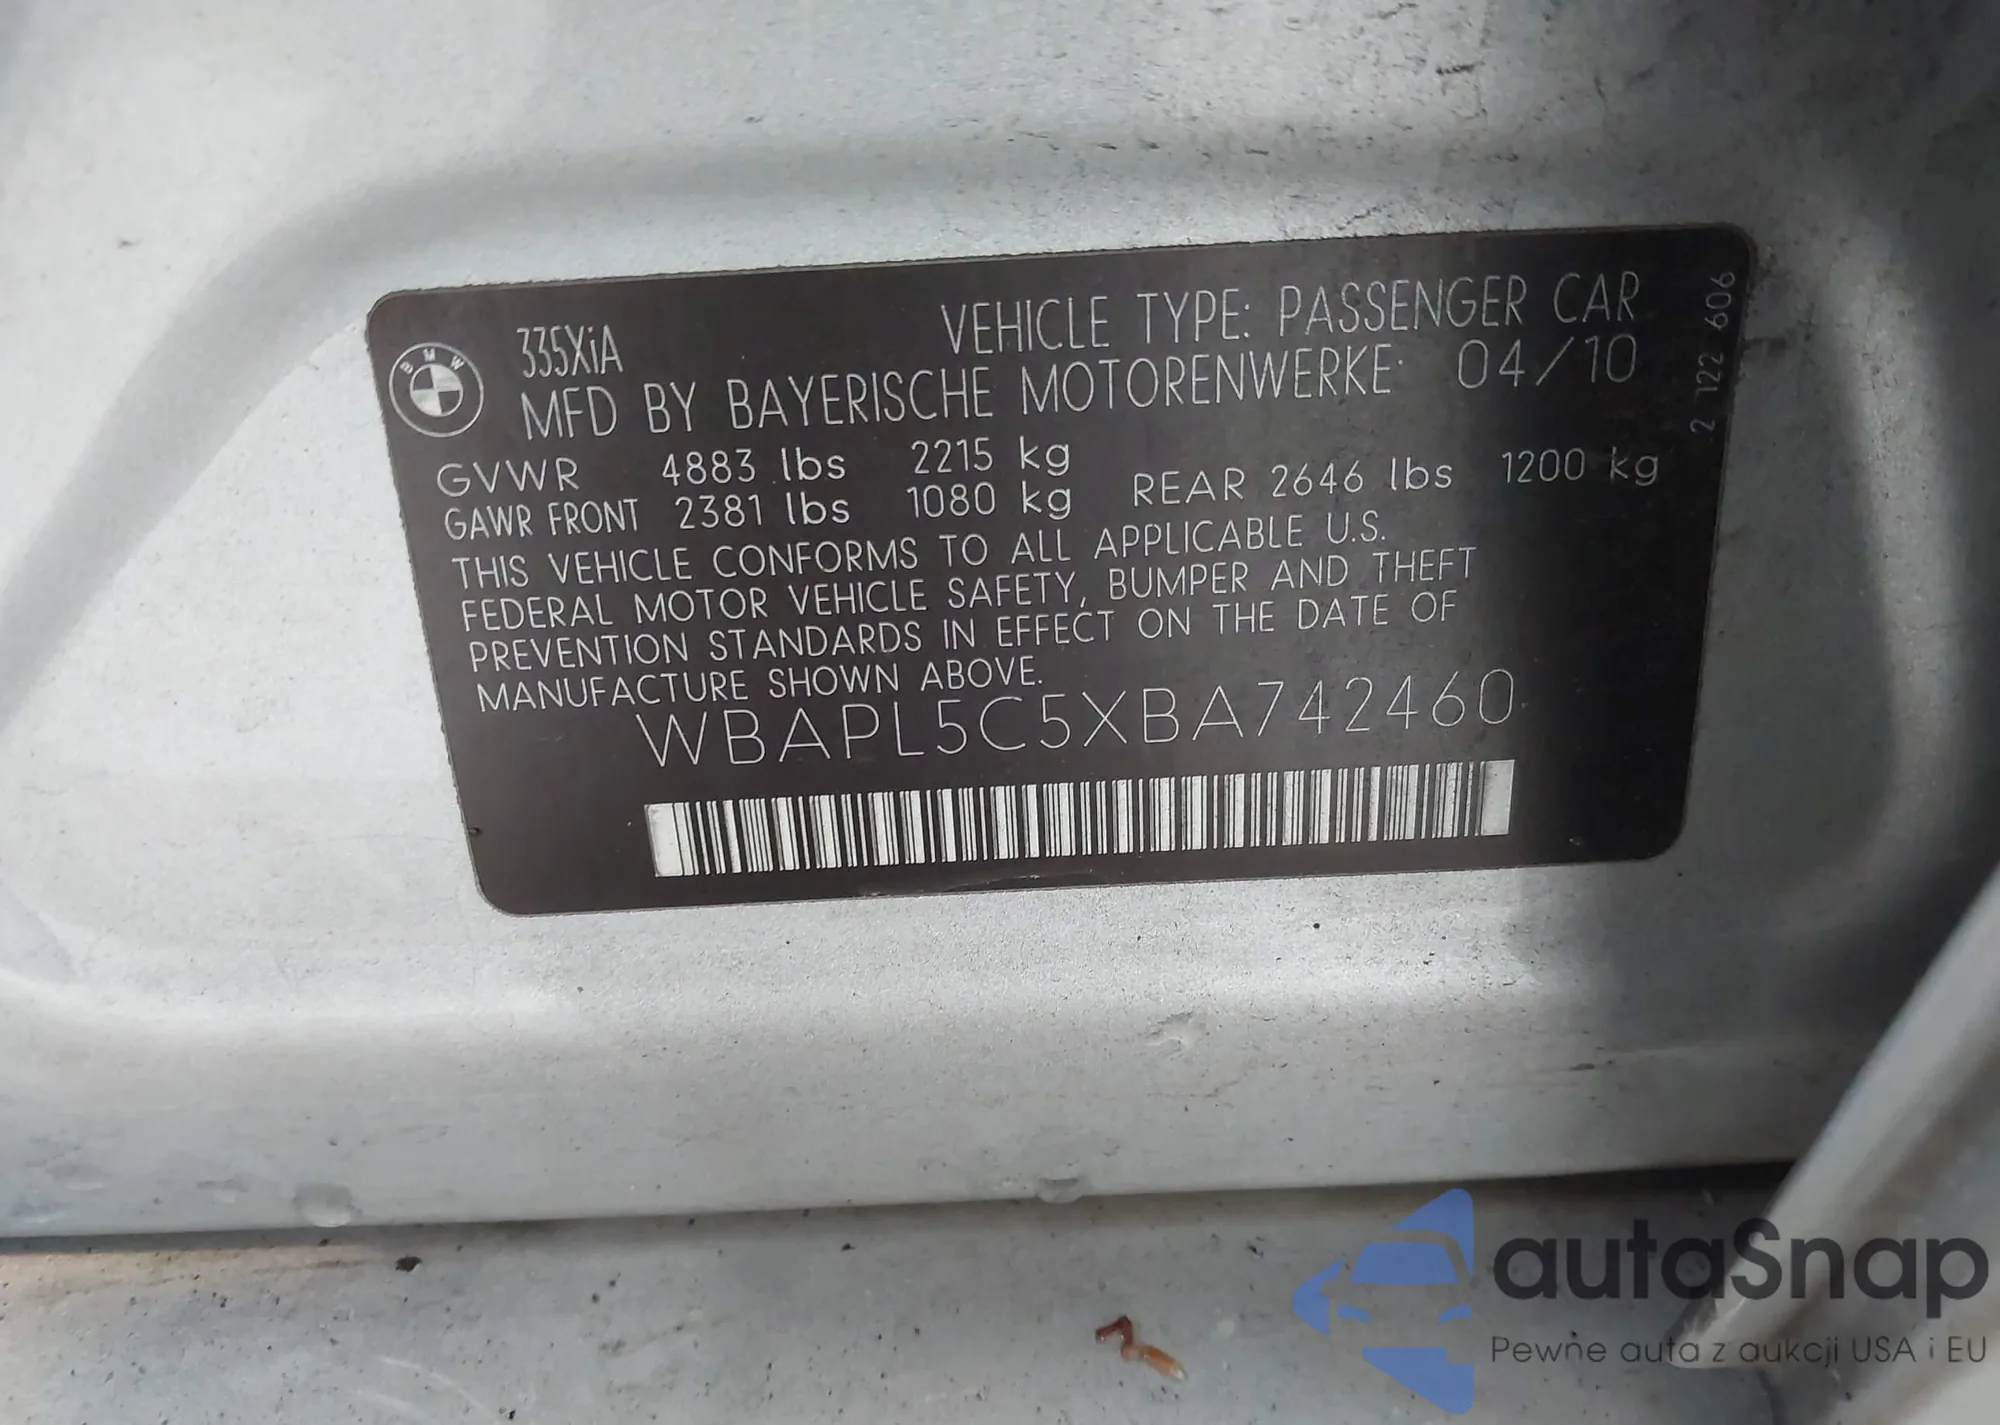 BMW
335XiA
VEHICLE TYPE: PASSENGER CAR
MFD BY BAYERISCHE MOTORENWERKE: 04/10
GVWR 4883 lbs 2215 kg
GAWR FRONT 2381 lbs 1080 kg REAR 2646 lbs 1200 kg
THIS VEHICLE CONFORMS TO ALL APPLICABLE U.S.
FEDERAL MOTOR VEHICLE SAFETY, BUMPER AND THEFT
PREVENTION STANDARDS IN EFFECT ON THE DATE OF
MANUFACTURE SHOWN ABOVE.
WBAPL5C5XBA742460
2 122 606
autaSnap
Pewne auta z aukcji USA i EU